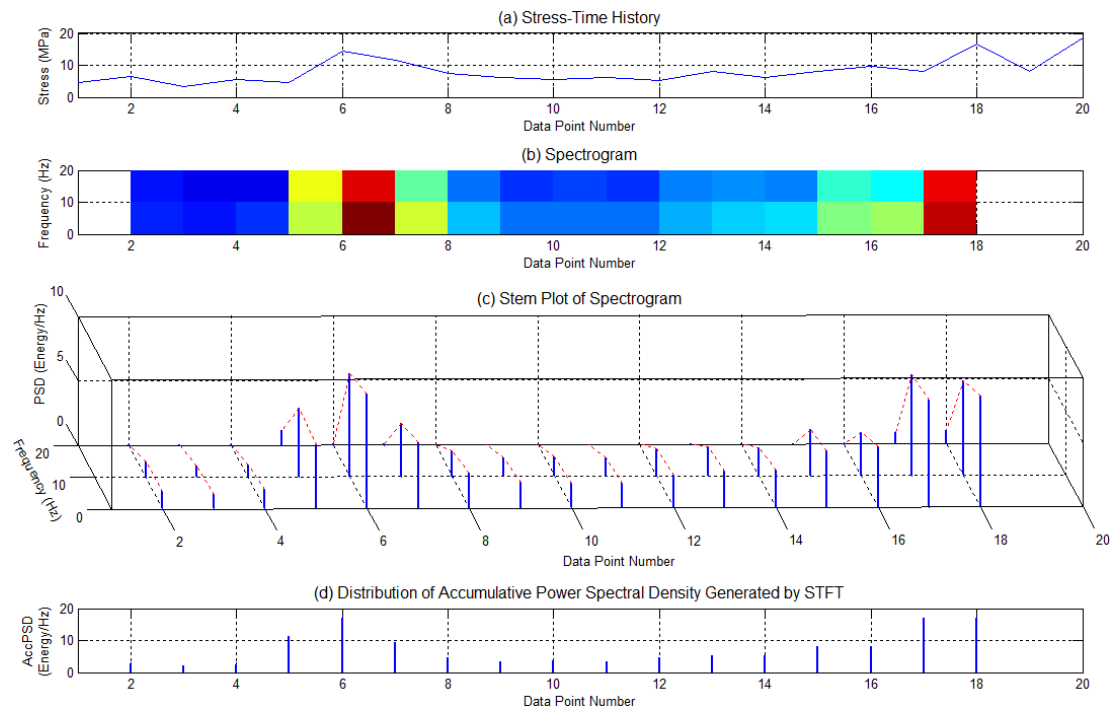 (a) Stress-Time History
20
10
0
Stress (MPa)
2 4 6 8 10 12 14 16 18 20
Data Point Number
(b) Spectrogram
20
10
0
Frequency (Hz)
2 4 6 8 10 12 14 16 18 20
Data Point Number
(c) Stem Plot of Spectrogram
10
5
0
PSD (Energy/Hz)
20
10
0
Frequency (Hz)
2 4 6 8 10 12 14 16 18 20
Data Point Number
(d) Distribution of Accumulative Power Spectral Density Generated by STFT
20
10
0
AccPSD
(Energy/Hz)
2 4 6 8 10 12 14 16 18 20
Data Point Number